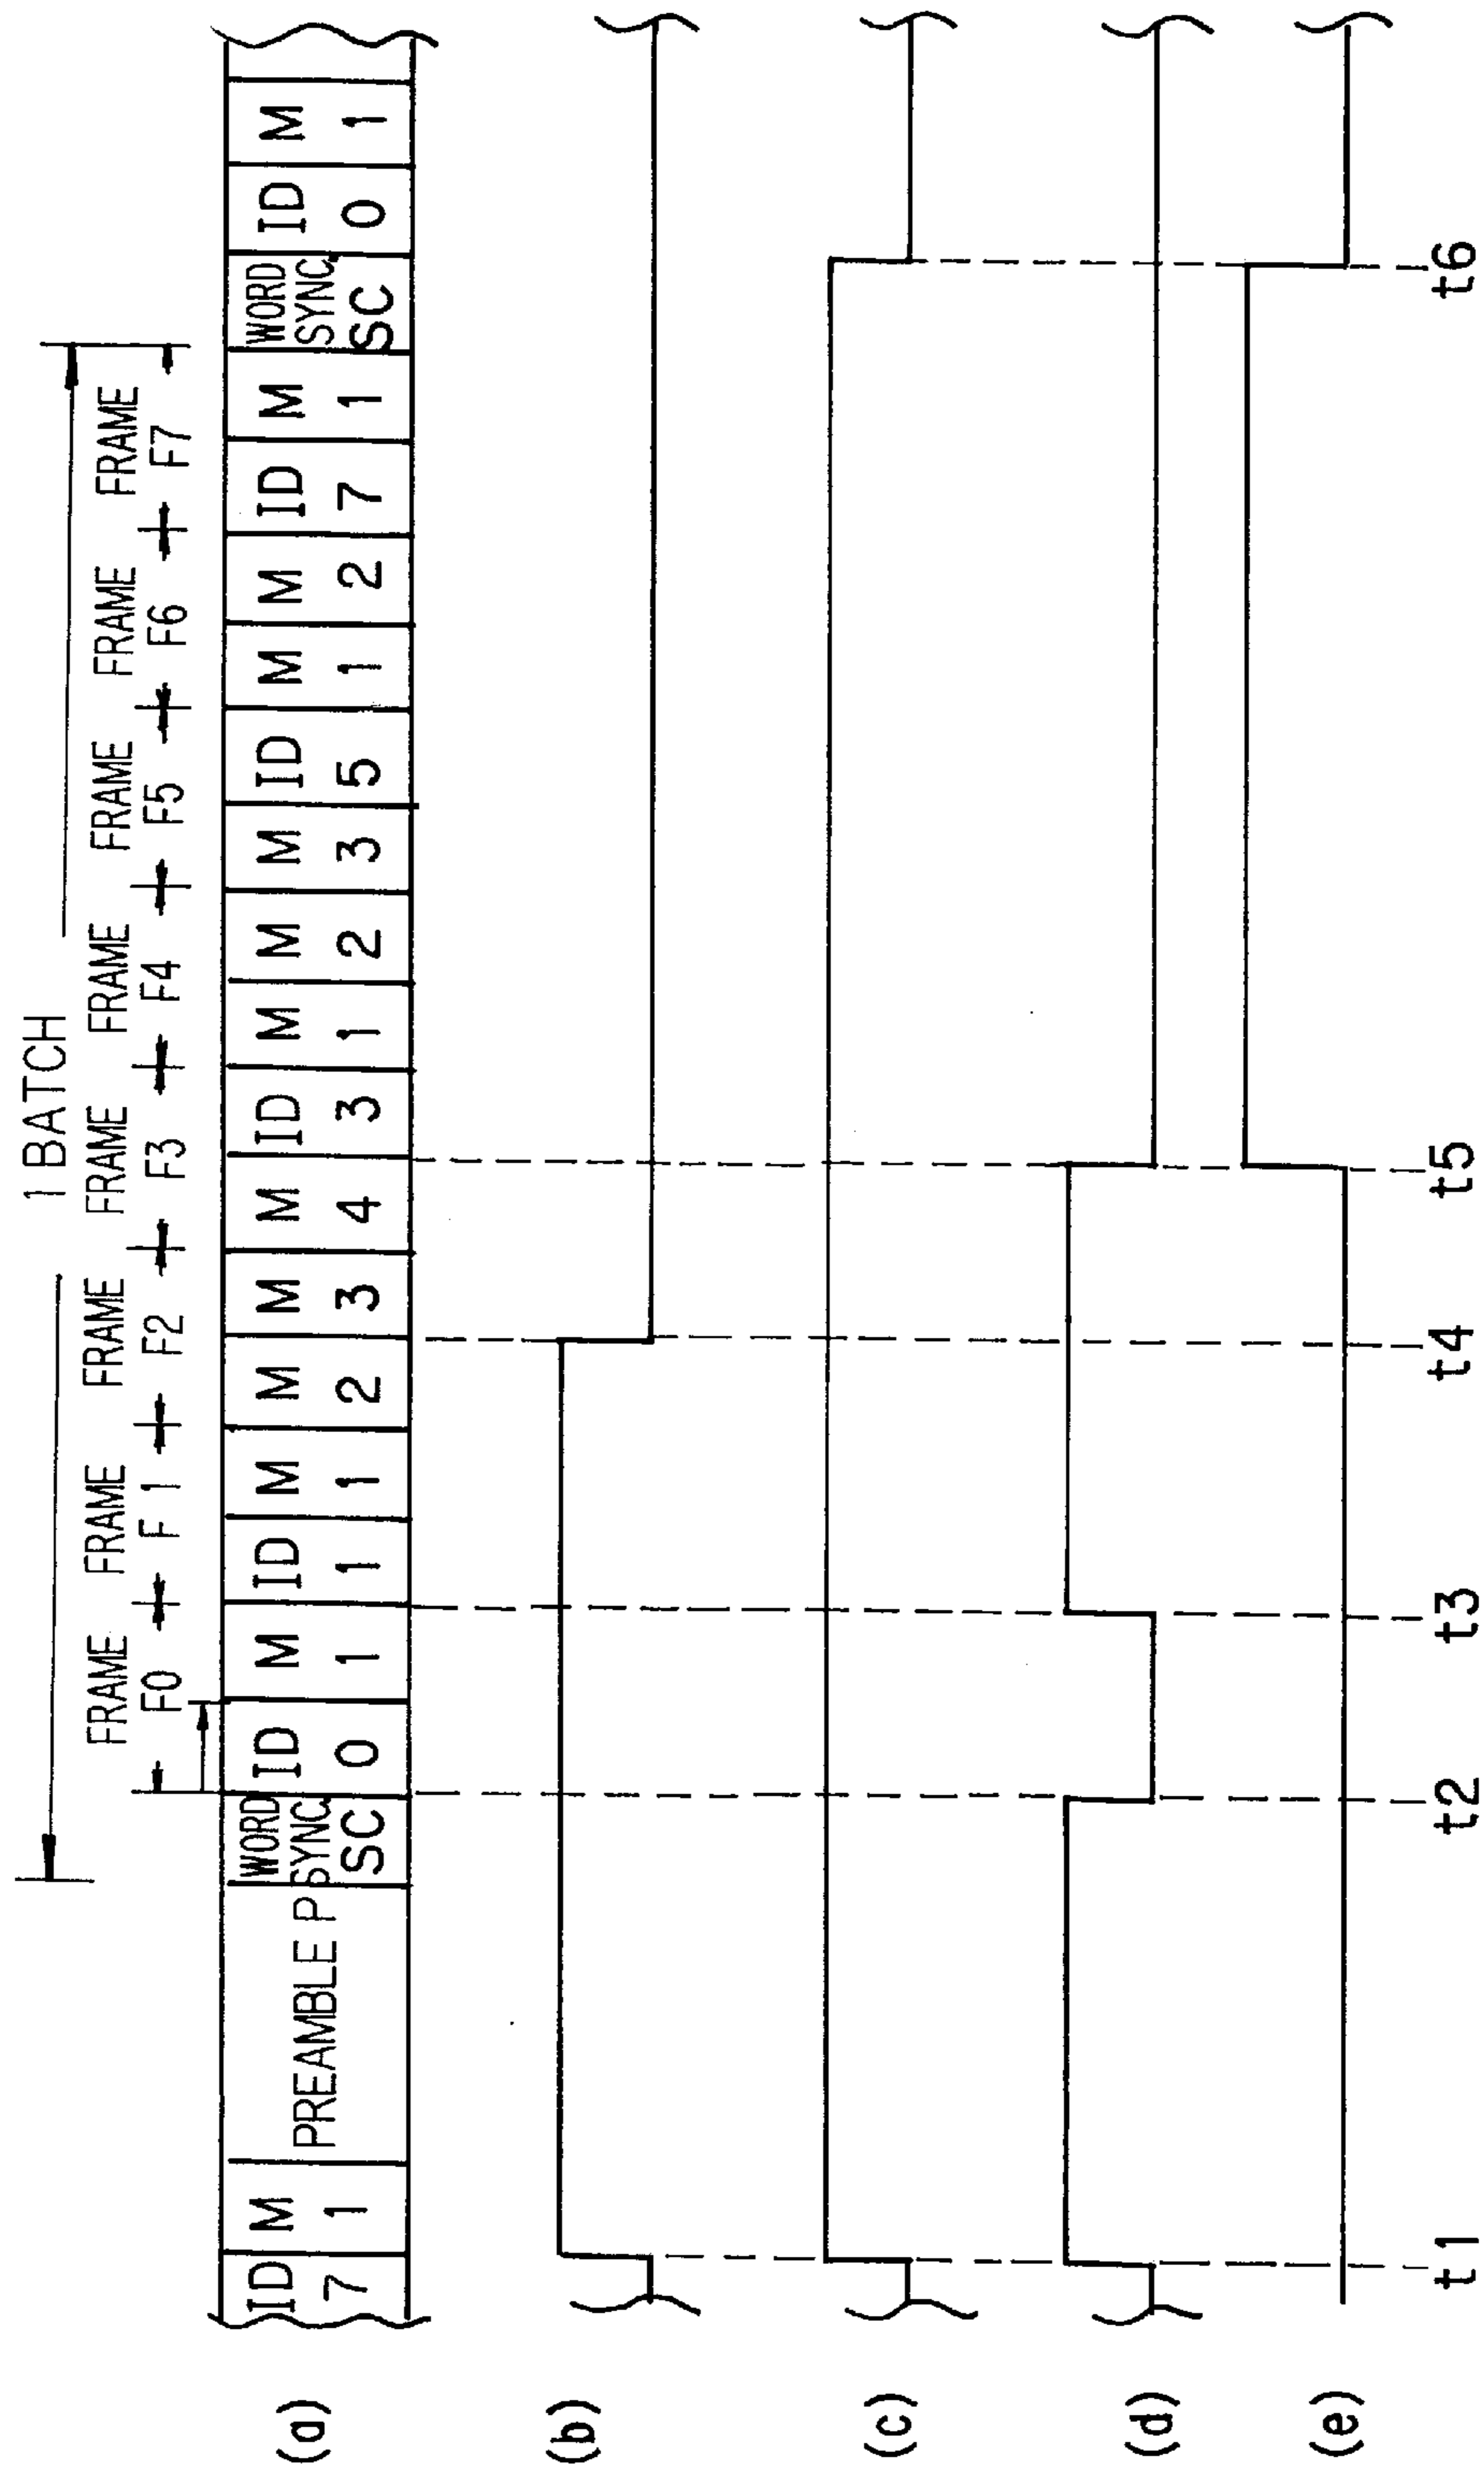 1 BATCH
FRAME FRAME FRAME FRAME FRAME FRAME FRAME FRAME
F0 F1 F2 F3 F4 F5 F6 F7
(a) ID M PREAMBLE P WORD SYNC. ID M ID M M M M ID M M M ID M M ID M WORD SYNC. ID M
7 1 SC 0 1 1 1 2 3 4 3 1 2 3 5 1 2 7 1 SC 0 1
(b)
(c)
(d)
(e)
t1 t2 t3 t4 t5 t6